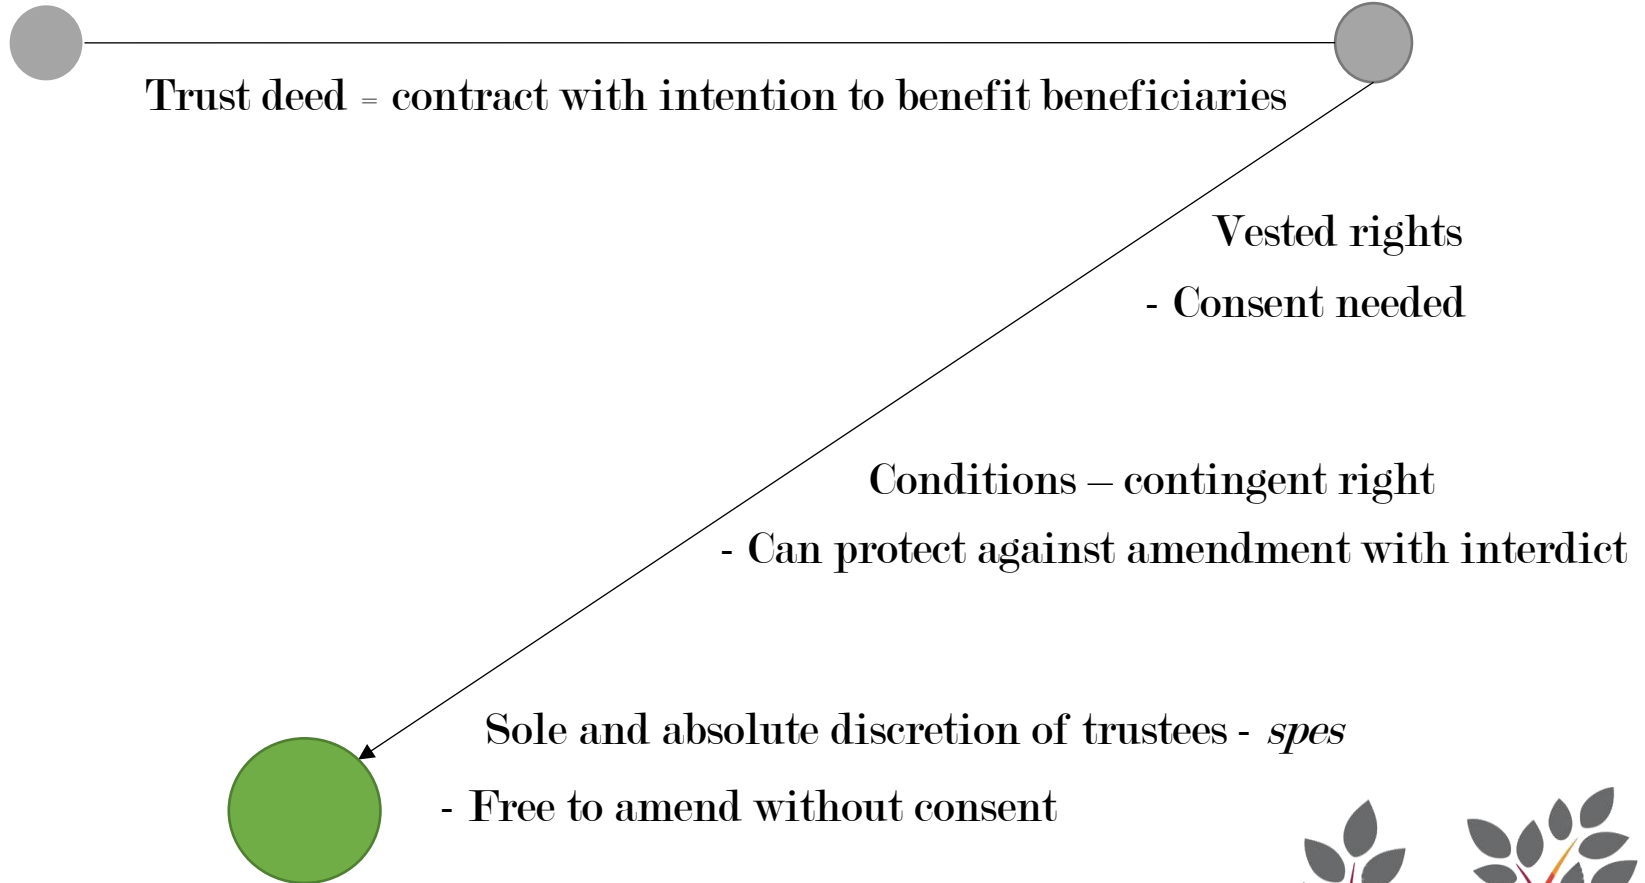 Trust deed = contract with intention to benefit beneficiaries
Vested rights
- Consent needed
Conditions – contingent right
- Can protect against amendment with interdict
Sole and absolute discretion of trustees - spes
- Free to amend without consent